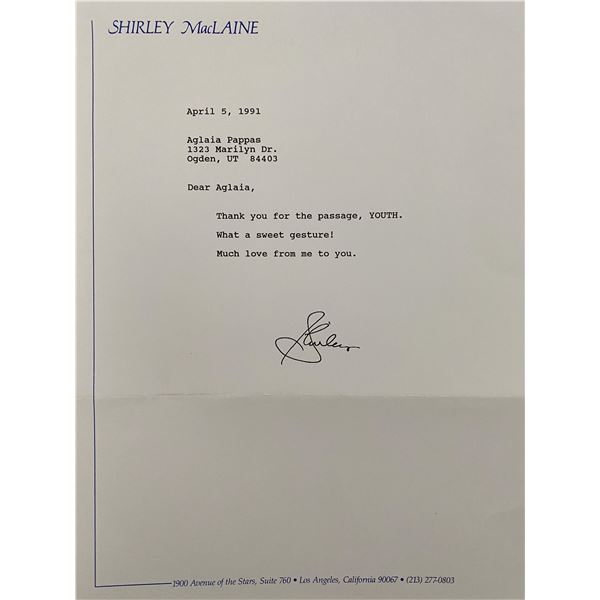 SHIRLEY MacLAINE
April 5, 1991
Aglaia Pappas
1323 Marilyn Dr.
Ogden, UT 84403
Dear Aglaia,
Thank you for the passage, YOUTH.
What a sweet gesture!
Much love from me to you.
Shirley
1900 Avenue of the Stars, Suite 760 • Los Angeles, California 90067 • (213) 277-0803